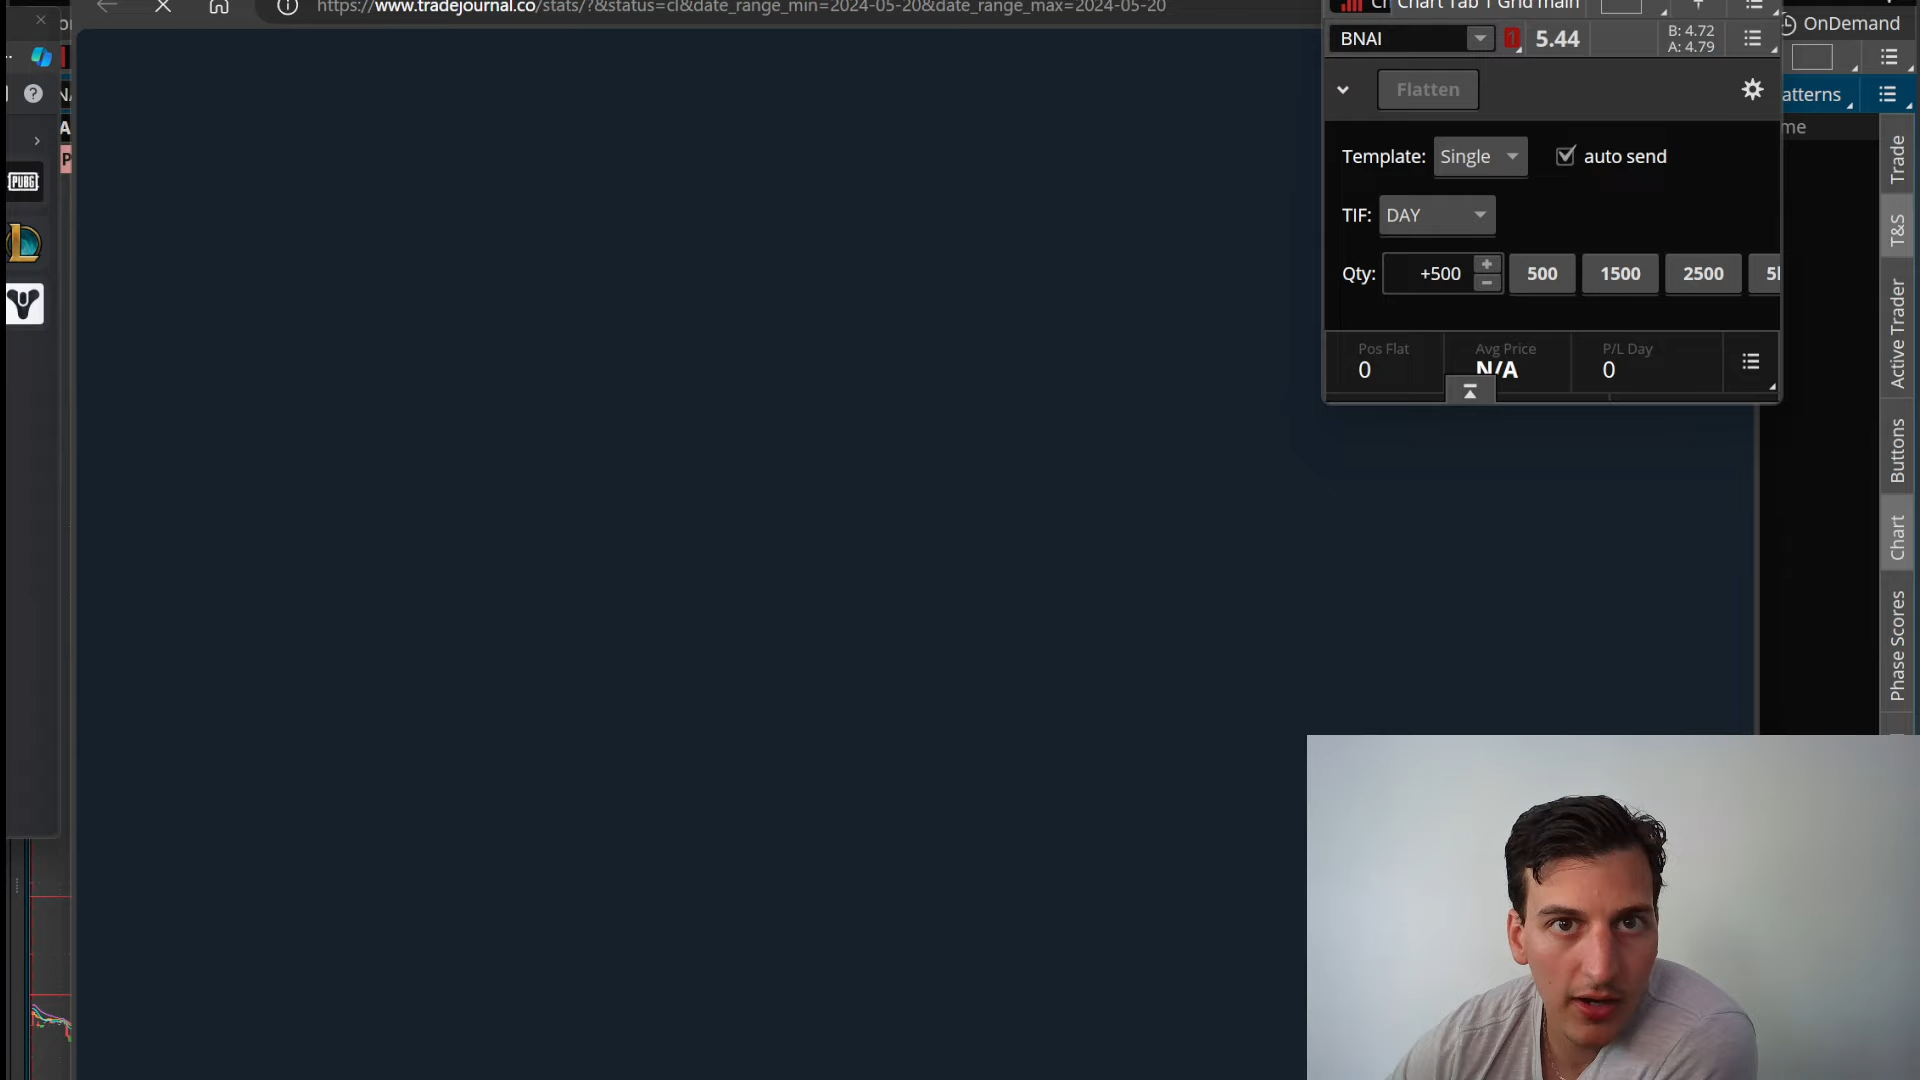 https://www.tradejournal.co/stats/?&status=cl&date_range_min=2024-05-20&date_range_max=2024-05-20
Chart Tab 1 Grid main
OnDemand
BNAI
1
5.44
B: 4.72
A: 4.79
Flatten
atterns
me
Template: Single auto send
TIF: DAY
Qty: +500 500 1500 2500
Pos Flat Avg Price P/L Day
0 N/A 0
Trade
T&S
Active Trader
Buttons
Chart
Phase Scores
PUBG
A
P